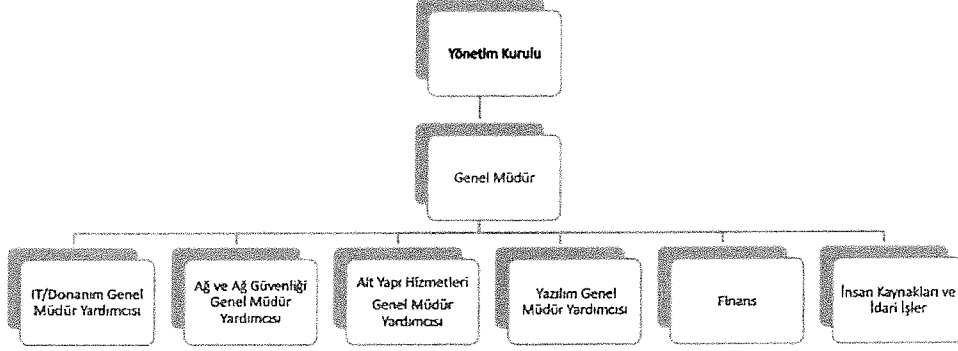 Yönetim Kurulu
Genel Müdür
IT/Donanım Genel
Müdür Yardımcısı
Ağ ve Ağ Güvenliği
Genel Müdür
Yardımcısı
Alt Yapı Hizmetleri
Genel Müdür
Yardımcısı
Yazılım Genel
Müdür Yardımcısı
Finans
İnsan Kaynakları ve
İdari İşler